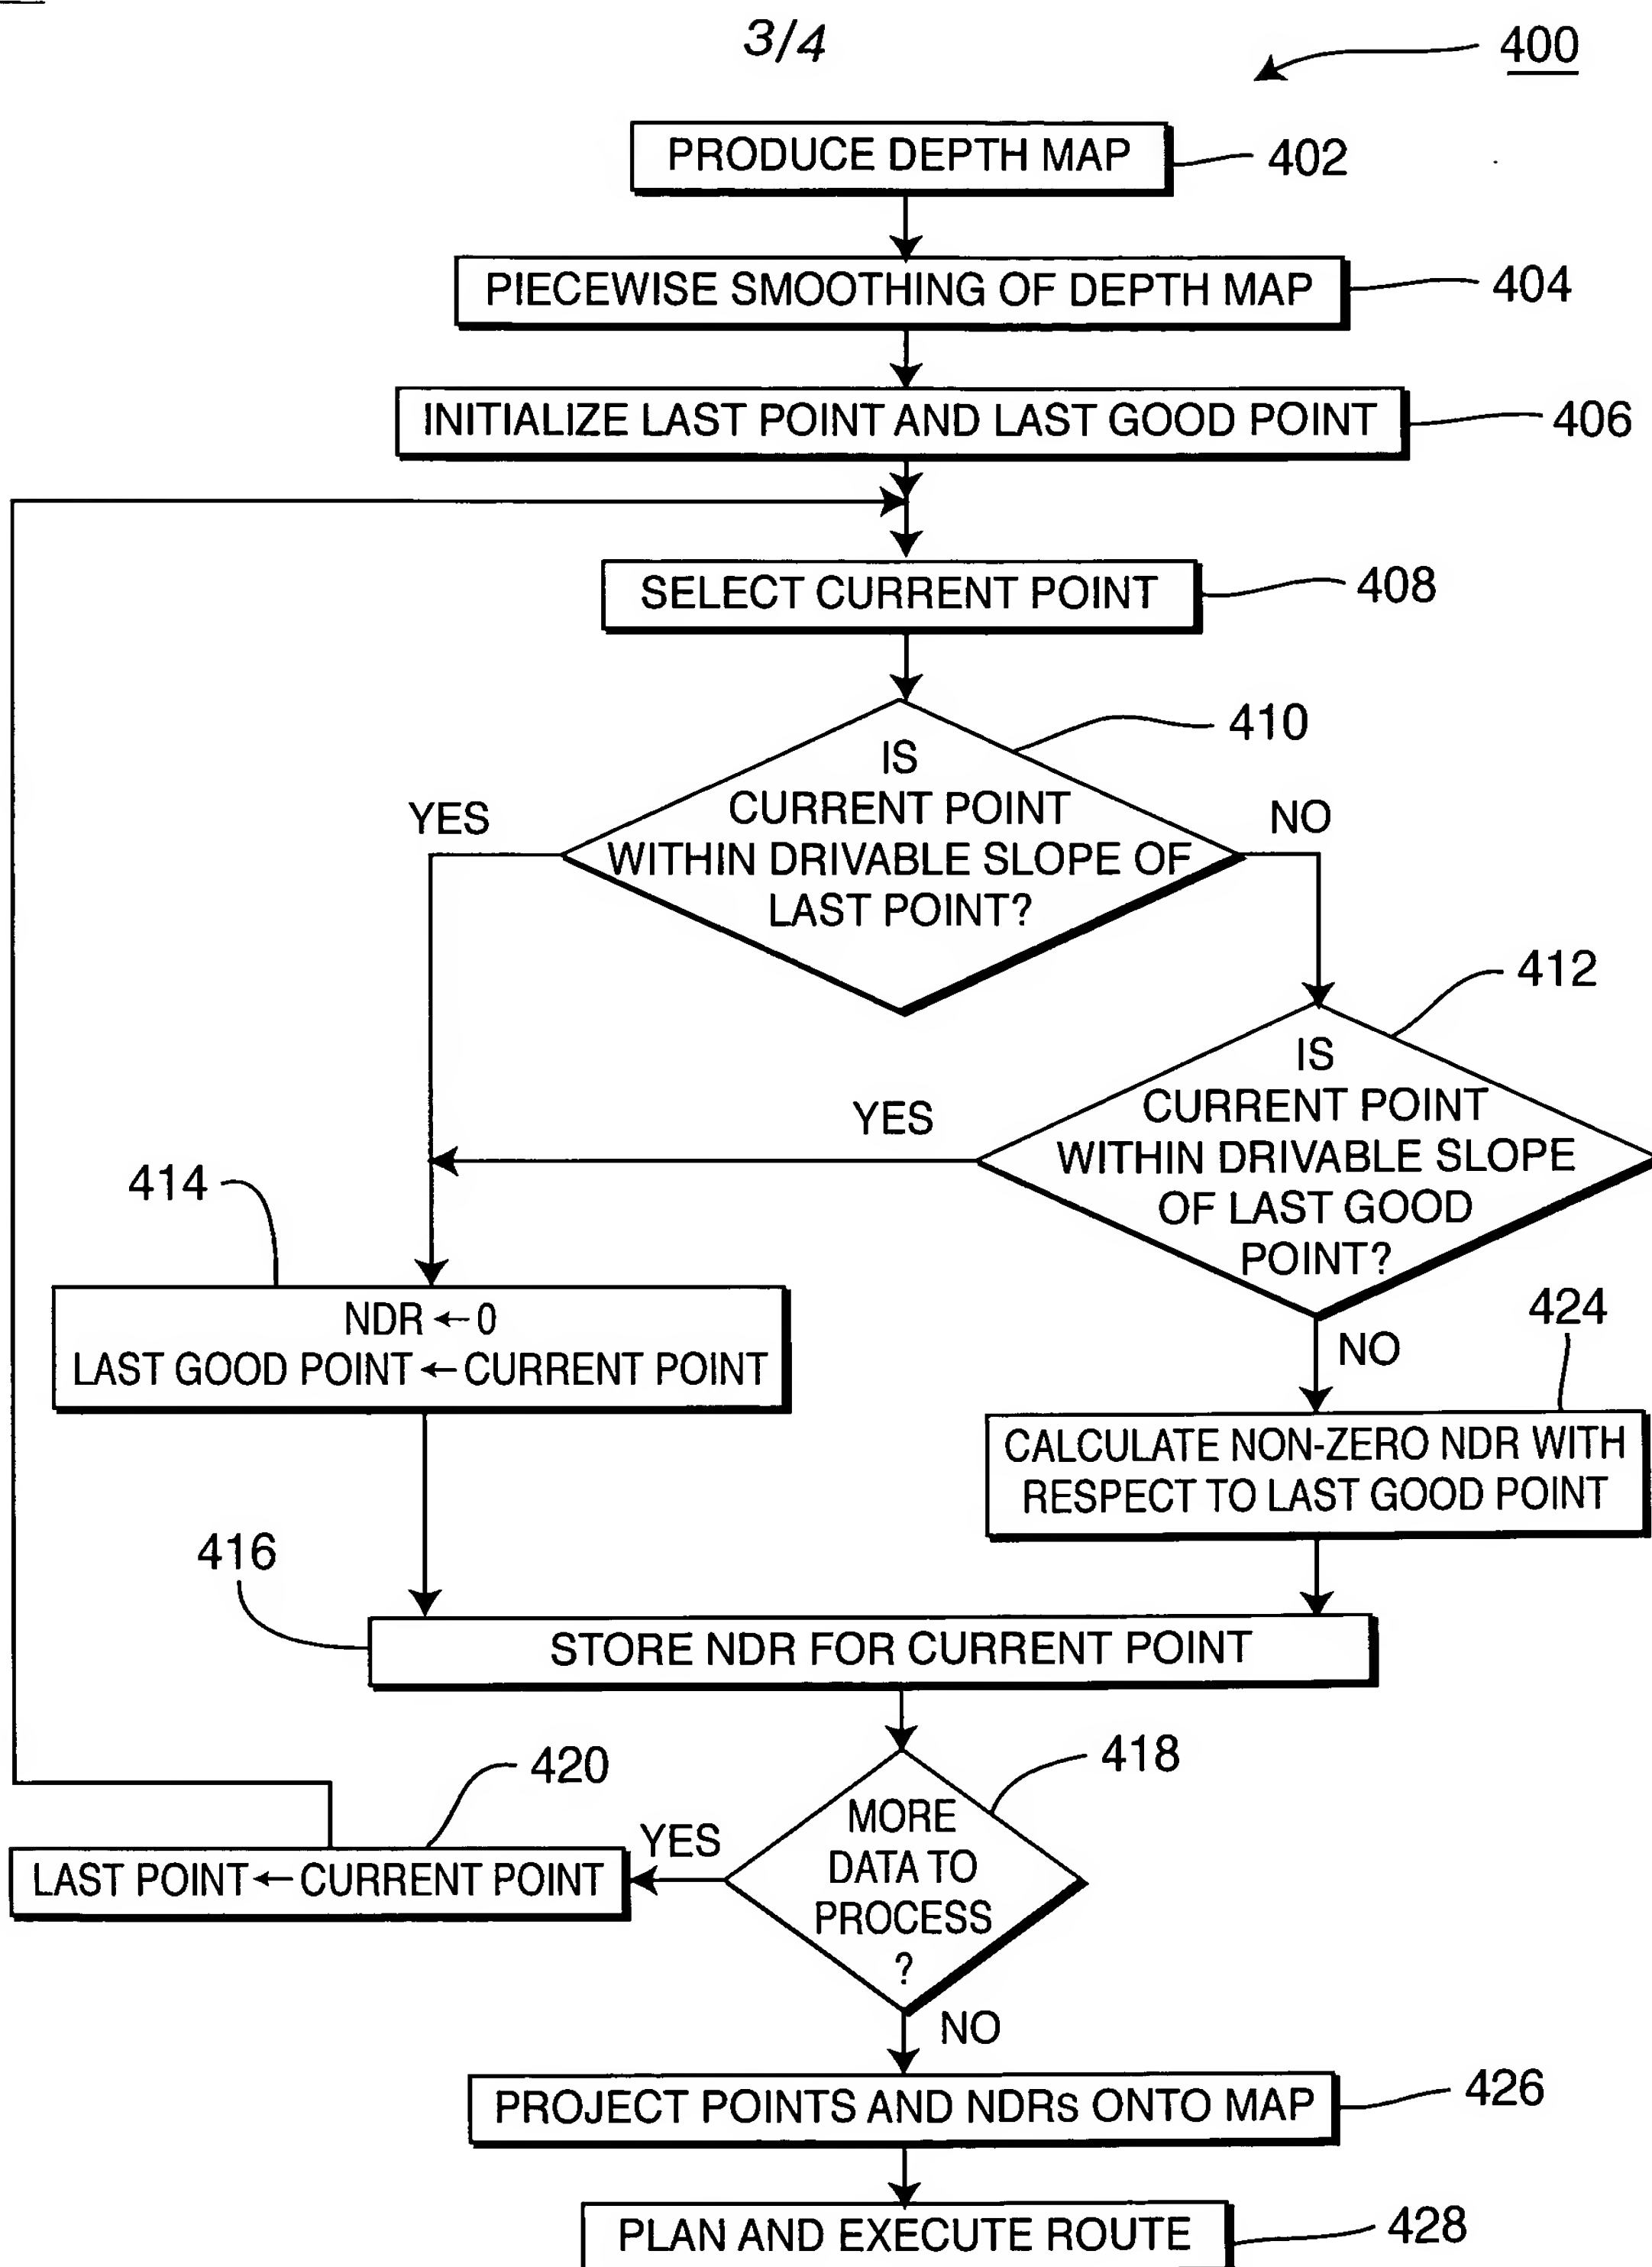 3/4
400
PRODUCE DEPTH MAP
402
PIECEWISE SMOOTHING OF DEPTH MAP
404
INITIALIZE LAST POINT AND LAST GOOD POINT
406
SELECT CURRENT POINT
408
410
IS
CURRENT POINT
WITHIN DRIVABLE SLOPE OF
LAST POINT?
YES
NO
412
IS
CURRENT POINT
WITHIN DRIVABLE SLOPE
OF LAST GOOD
POINT?
YES
NO
414
NDR ← 0
LAST GOOD POINT ← CURRENT POINT
424
CALCULATE NON-ZERO NDR WITH
RESPECT TO LAST GOOD POINT
416
STORE NDR FOR CURRENT POINT
418
MORE
DATA TO
PROCESS
?
YES
420
LAST POINT ← CURRENT POINT
NO
PROJECT POINTS AND NDRs ONTO MAP
426
PLAN AND EXECUTE ROUTE
428